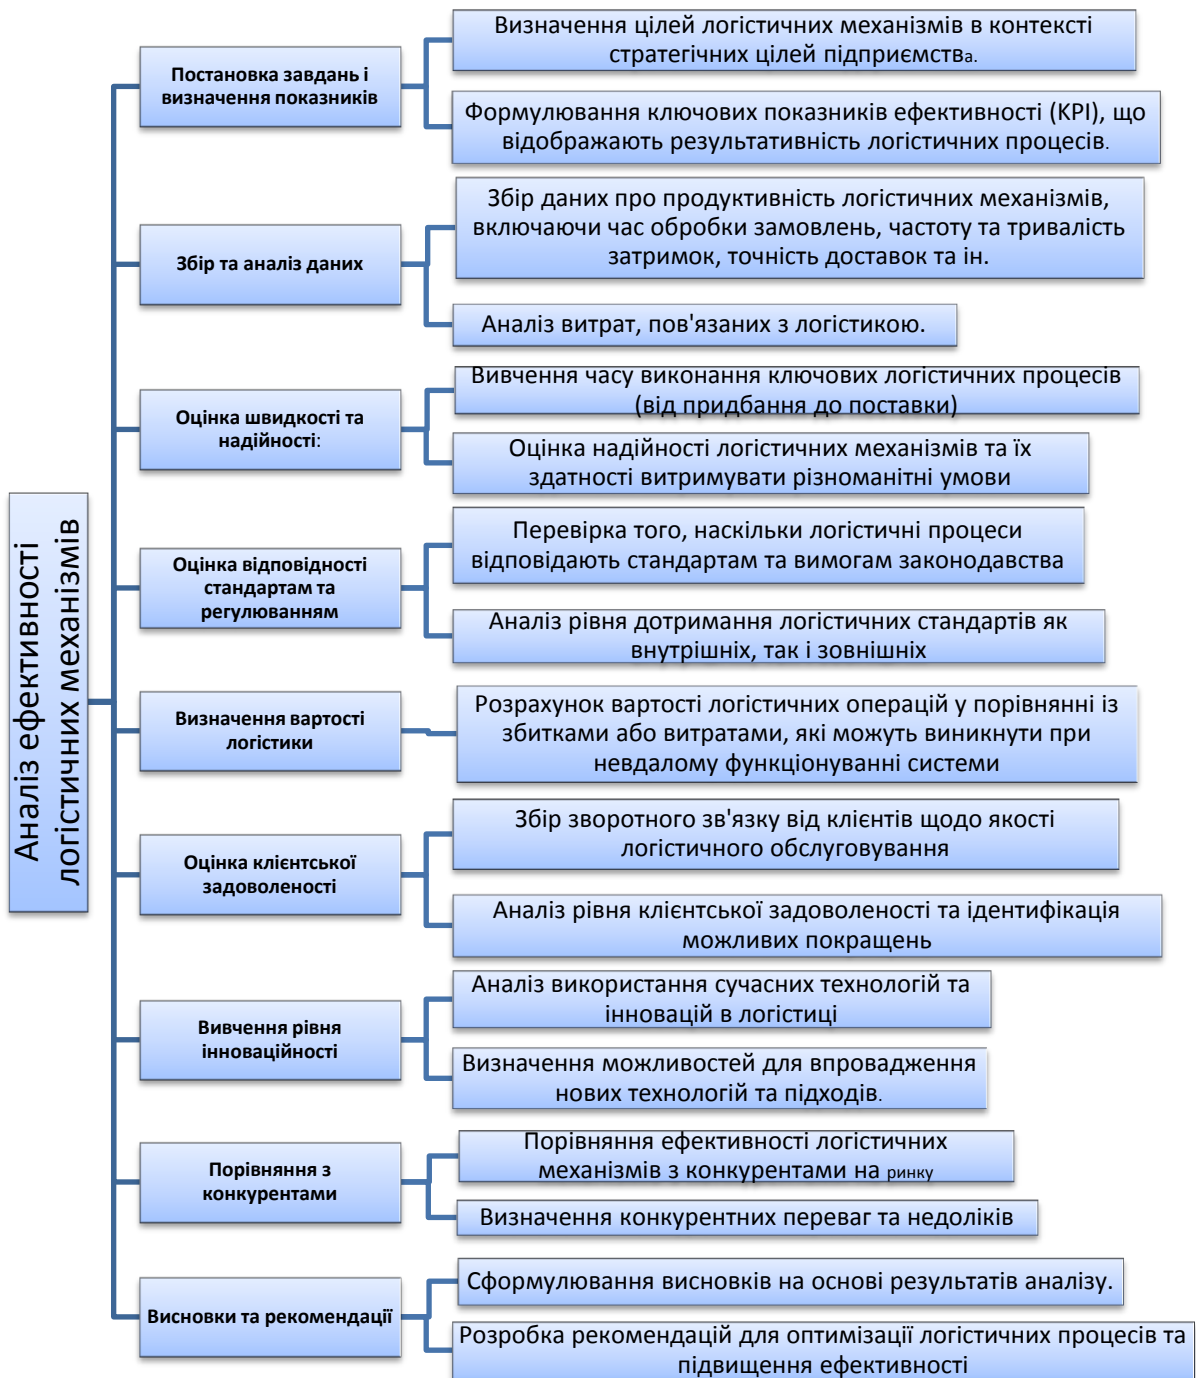 Аналіз ефективності
логістичних механізмів
Постановка завдань і
визначення показників
Визначення цілей логістичних механізмів в контексті
стратегічних цілей підприємства.
Формулювання ключових показників ефективності (KPI), що
відображають результативність логістичних процесів.
Збір та аналіз даних
Збір даних про продуктивність логістичних механізмів,
включаючи час обробки замовлень, частоту та тривалість
затримок, точність доставок та ін.
Аналіз витрат, пов'язаних з логістикою.
Оцінка швидкості та
надійності:
Вивчення часу виконання ключових логістичних процесів
(від придбання до поставки)
Оцінка надійності логістичних механізмів та їх
здатності витримувати різноманітні умови
Оцінка відповідності
стандартам та
регулюванням
Перевірка того, наскільки логістичні процеси
відповідають стандартам та вимогам законодавства
Аналіз рівня дотримання логістичних стандартів як
внутрішніх, так і зовнішніх
Визначення вартості
логістики
Розрахунок вартості логістичних операцій у порівнянні із
збитками або витратами, які можуть виникнути при
невдалому функціонуванні системи
Оцінка клієнтської
задоволеності
Збір зворотного зв'язку від клієнтів щодо якості
логістичного обслуговування
Аналіз рівня клієнтської задоволеності та ідентифікація
можливих покращень
Вивчення рівня
інноваційності
Аналіз використання сучасних технологій та
інновацій в логістиці
Визначення можливостей для впровадження
нових технологій та підходів.
Порівняння з
конкурентами
Порівняння ефективності логістичних
механізмів з конкурентами на ринку
Визначення конкурентних переваг та недоліків
Висновки та рекомендації
Сформулювання висновків на основі результатів аналізу.
Розробка рекомендацій для оптимізації логістичних процесів та
підвищення ефективності